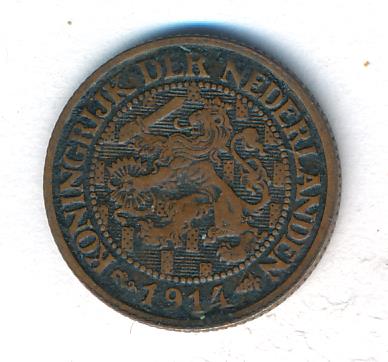 KONINGRIJK DER NEDERLANDEN
1914